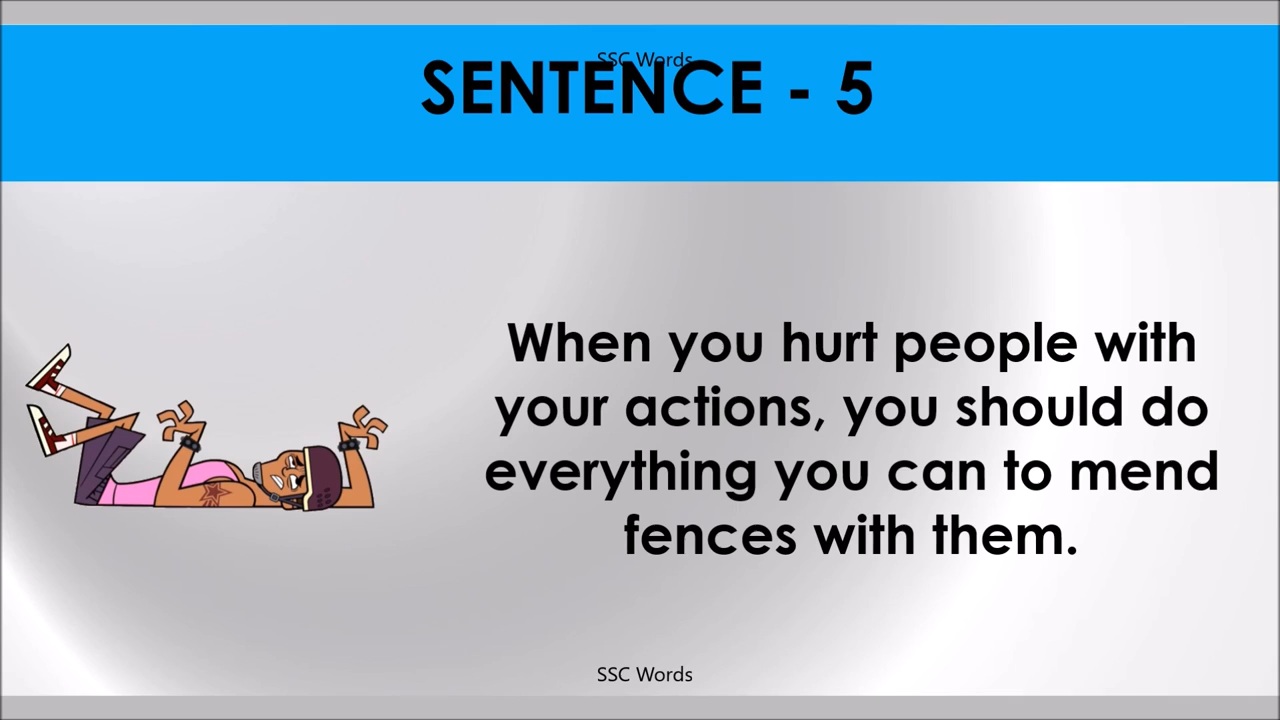 SSC Words
SENTENCE - 5
When you hurt people with
your actions, you should do
everything you can to mend
fences with them.
SSC Words